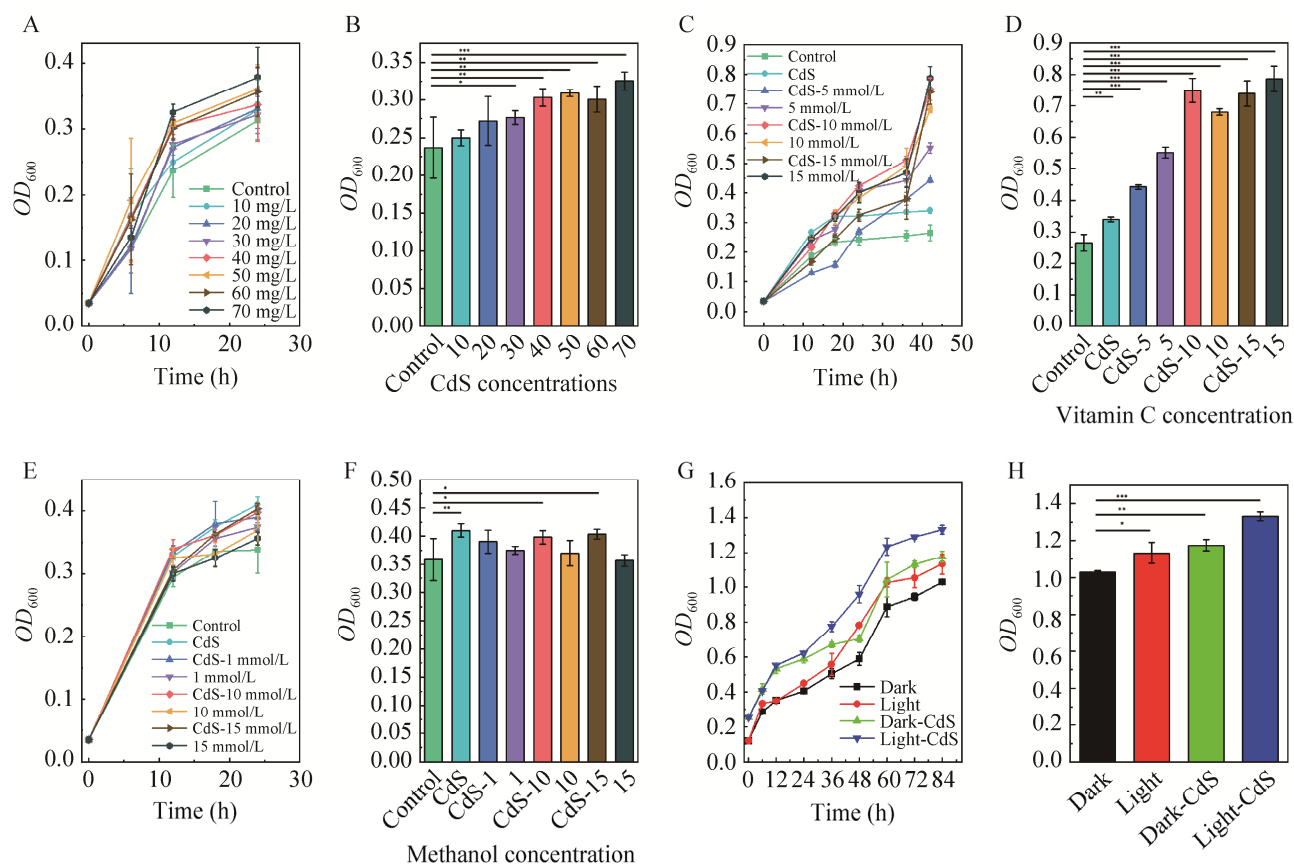 A
OD600
0.4
0.3
0.2
0.1
0.0
Control
10 mg/L
20 mg/L
30 mg/L
40 mg/L
50 mg/L
60 mg/L
70 mg/L
0 10 20 30
Time (h)
B
OD600
0.35
0.30
0.25
0.20
0.15
0.10
0.05
0.00
***
**
**
**
*
Control 10 20 30 40 50 60 70
CdS concentrations
C
OD600
0.9
0.8
0.7
0.6
0.5
0.4
0.3
0.2
0.1
0.0
Control
CdS
CdS-5 mmol/L
5 mmol/L
CdS-10 mmol/L
10 mmol/L
CdS-15 mmol/L
15 mmol/L
0 10 20 30 40 50
Time (h)
D
OD600
0.9
0.8
0.7
0.6
0.5
0.4
0.3
0.2
0.1
0.0
***
***
***
***
***
***
**
Control CdS CdS-5 5 CdS-10 10 CdS-15 15
Vitamin C concentration
E
OD600
0.4
0.3
0.2
0.1
0.0
Control
CdS
CdS-1 mmol/L
1 mmol/L
CdS-10 mmol/L
10 mmol/L
CdS-15 mmol/L
15 mmol/L
0 10 20 30
Time (h)
F
OD600
0.50
0.45
0.40
0.35
0.30
0.25
0.20
0.15
0.10
0.05
0.00
*
*
**
Control CdS CdS-1 1 CdS-10 10 CdS-15 15
Methanol concentration
G
OD600
1.6
1.4
1.2
1.0
0.8
0.6
0.4
0.2
0.0
Dark
Light
Dark-CdS
Light-CdS
0 12 24 36 48 60 72 84
Time (h)
H
OD600
1.4
1.2
1.0
0.8
0.6
0.4
0.2
0.0
***
**
*
Dark Light Dark-CdS Light-CdS